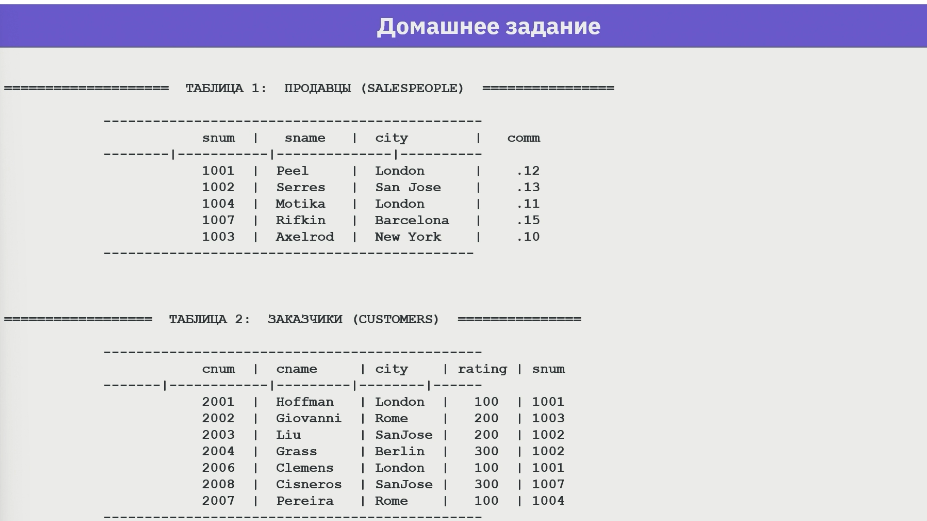 Домашнее задание
==================== ТАБЛИЦА 1: ПРОДАВЦЫ (SALESPEOPLE) ================
----------------------------------------------
snum | sname | city | comm
--------|-----------|--------------|----------
1001 | Peel | London | .12
1002 | Serres | San Jose | .13
1004 | Motika | London | .11
1007 | Rifkin | Barcelona | .15
1003 | Axelrod | New York | .10
---------------------------------------------
================== ТАБЛИЦА 2: ЗАКАЗЧИКИ (CUSTOMERS) ===============
----------------------------------------------
cnum | cname | city | rating | snum
-------|------------|---------|--------|------
2001 | Hoffman | London | 100 | 1001
2002 | Giovanni | Rome | 200 | 1003
2003 | Liu | SanJose | 200 | 1002
2004 | Grass | Berlin | 300 | 1002
2006 | Clemens | London | 100 | 1001
2008 | Cisneros | SanJose | 300 | 1007
2007 | Pereira | Rome | 100 | 1004
----------------------------------------------